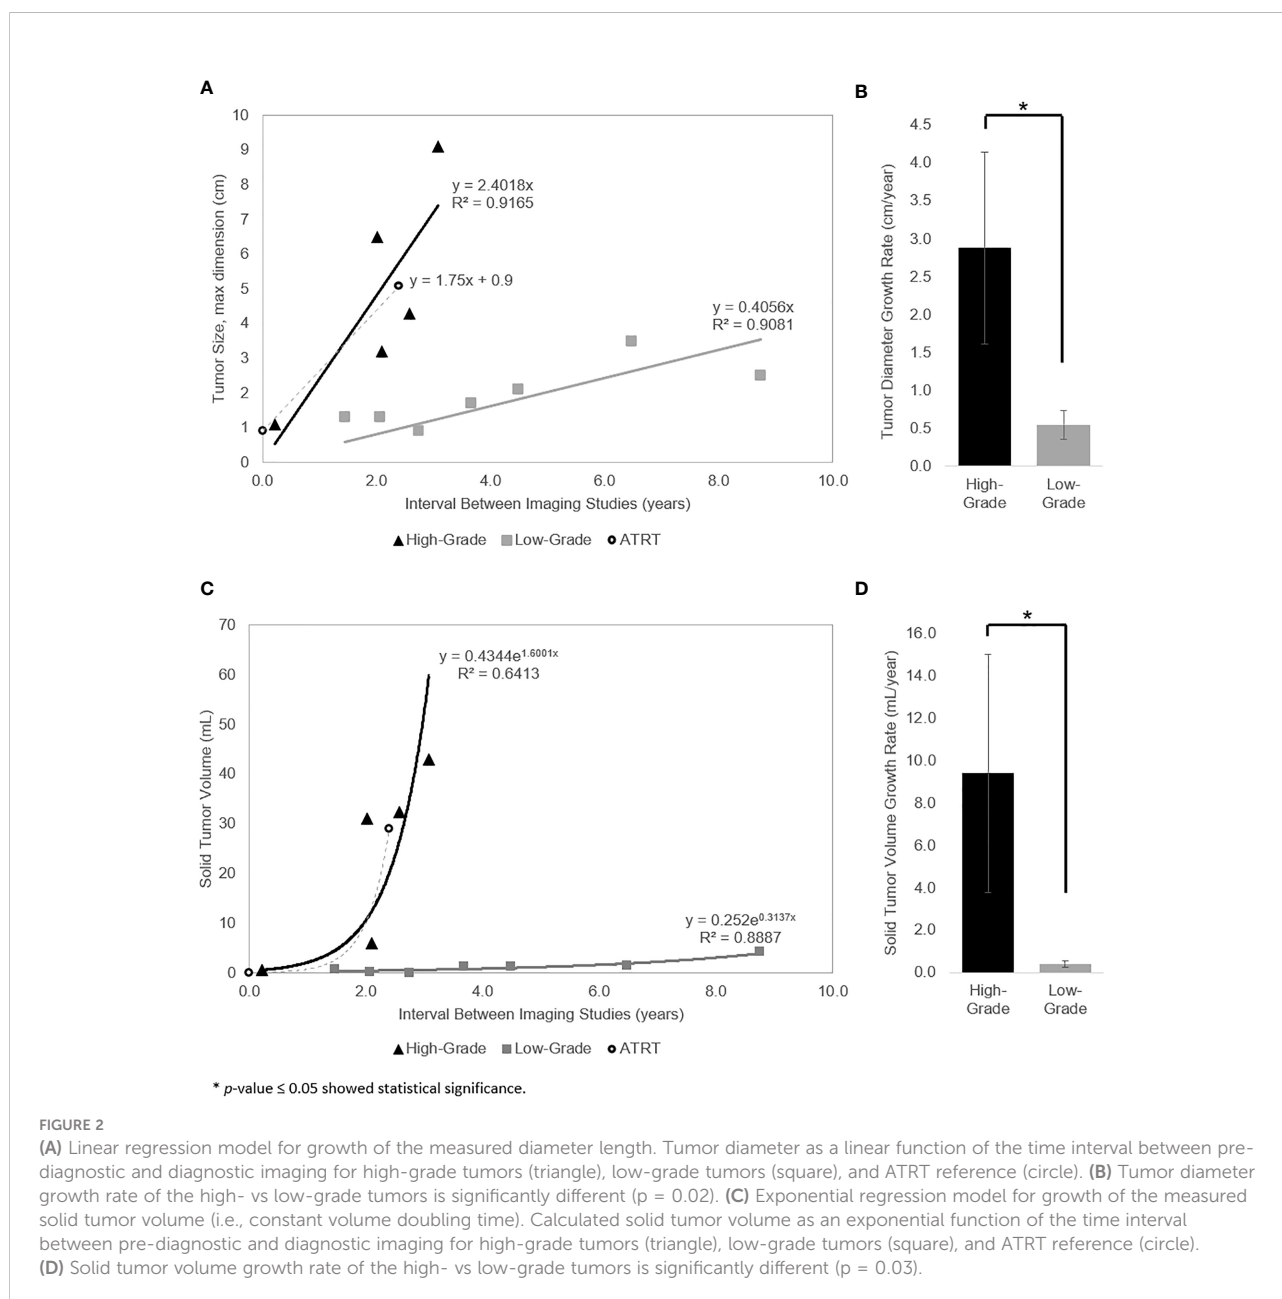 A
10
9
8
7
6
5
4
3
2
1
0
Tumor Size, max dimension (cm)
y = 2.4018x
R² = 0.9165
y = 1.75x + 0.9
y = 0.4056x
R² = 0.9081
0.0 2.0 4.0 6.0 8.0 10.0
Interval Between Imaging Studies (years)
High-Grade Low-Grade ATRT
B
*
4.5
4.0
3.5
3.0
2.5
2.0
1.5
1.0
0.5
0.0
Tumor Diameter Growth Rate (cm/year)
High-
Grade
Low-
Grade
C
70
60
50
40
30
20
10
0
Solid Tumor Volume (mL)
y = 0.4344e^1.6001x
R² = 0.6413
y = 0.252e^0.3137x
R² = 0.8887
0.0 2.0 4.0 6.0 8.0 10.0
Interval Between Imaging Studies (years)
High-Grade Low-Grade ATRT
D
*
16.0
14.0
12.0
10.0
8.0
6.0
4.0
2.0
0.0
Solid Tumor Volume Growth Rate (mL/year)
High-
Grade
Low-
Grade
* p-value ≤ 0.05 showed statistical significance.
FIGURE 2
(A) Linear regression model for growth of the measured diameter length. Tumor diameter as a linear function of the time interval between pre-
diagnostic and diagnostic imaging for high-grade tumors (triangle), low-grade tumors (square), and ATRT reference (circle). (B) Tumor diameter
growth rate of the high- vs low-grade tumors is significantly different (p = 0.02). (C) Exponential regression model for growth of the measured
solid tumor volume (i.e., constant volume doubling time). Calculated solid tumor volume as an exponential function of the time interval
between pre-diagnostic and diagnostic imaging for high-grade tumors (triangle), low-grade tumors (square), and ATRT reference (circle).
(D) Solid tumor volume growth rate of the high- vs low-grade tumors is significantly different (p = 0.03).